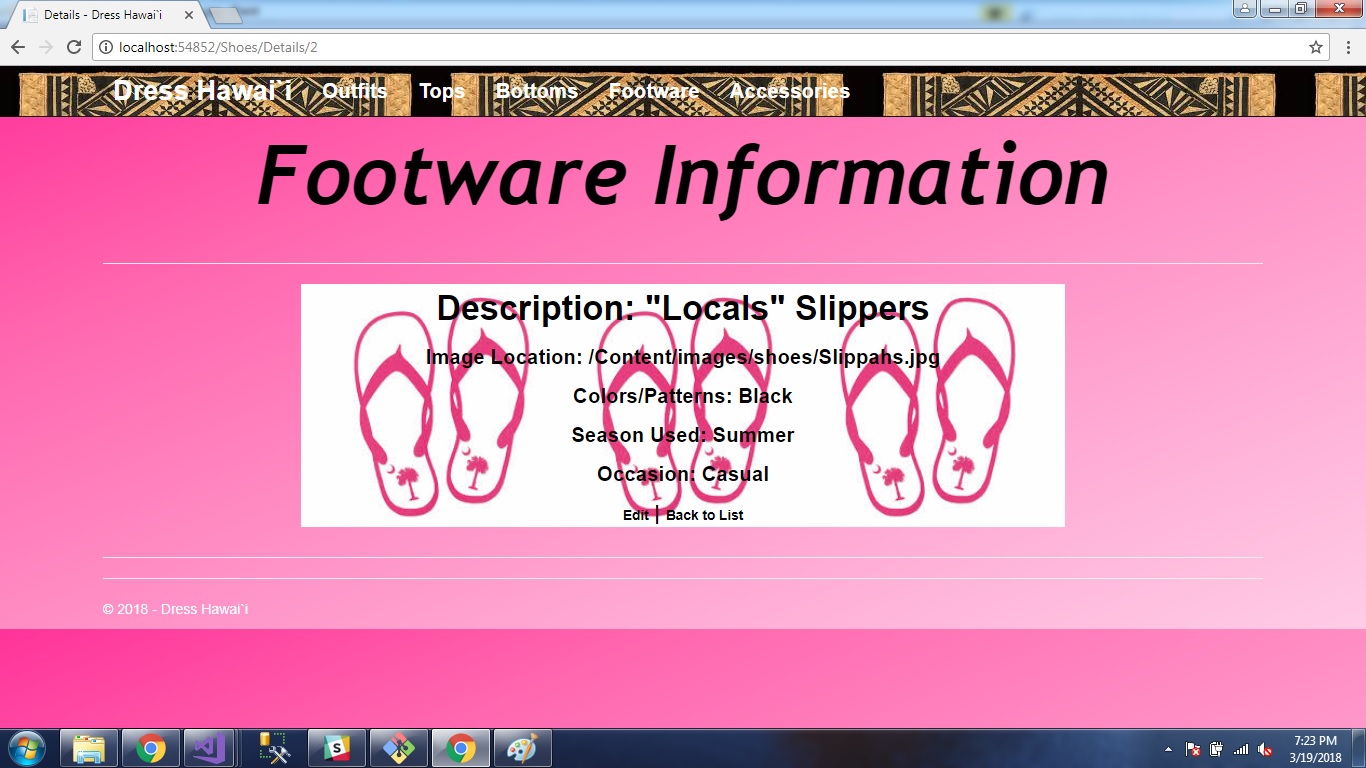 Details - Dress Hawai`i
localhost:54852/Shoes/Details/2
Dress Hawai`i Outfits Tops Bottoms Footware Accessories
Footware Information
Description: "Locals" Slippers
Image Location: /Content/images/shoes/Slippahs.jpg
Colors/Patterns: Black
Season Used: Summer
Occasion: Casual
Edit | Back to List
© 2018 - Dress Hawai`i
7:23 PM
3/19/2018